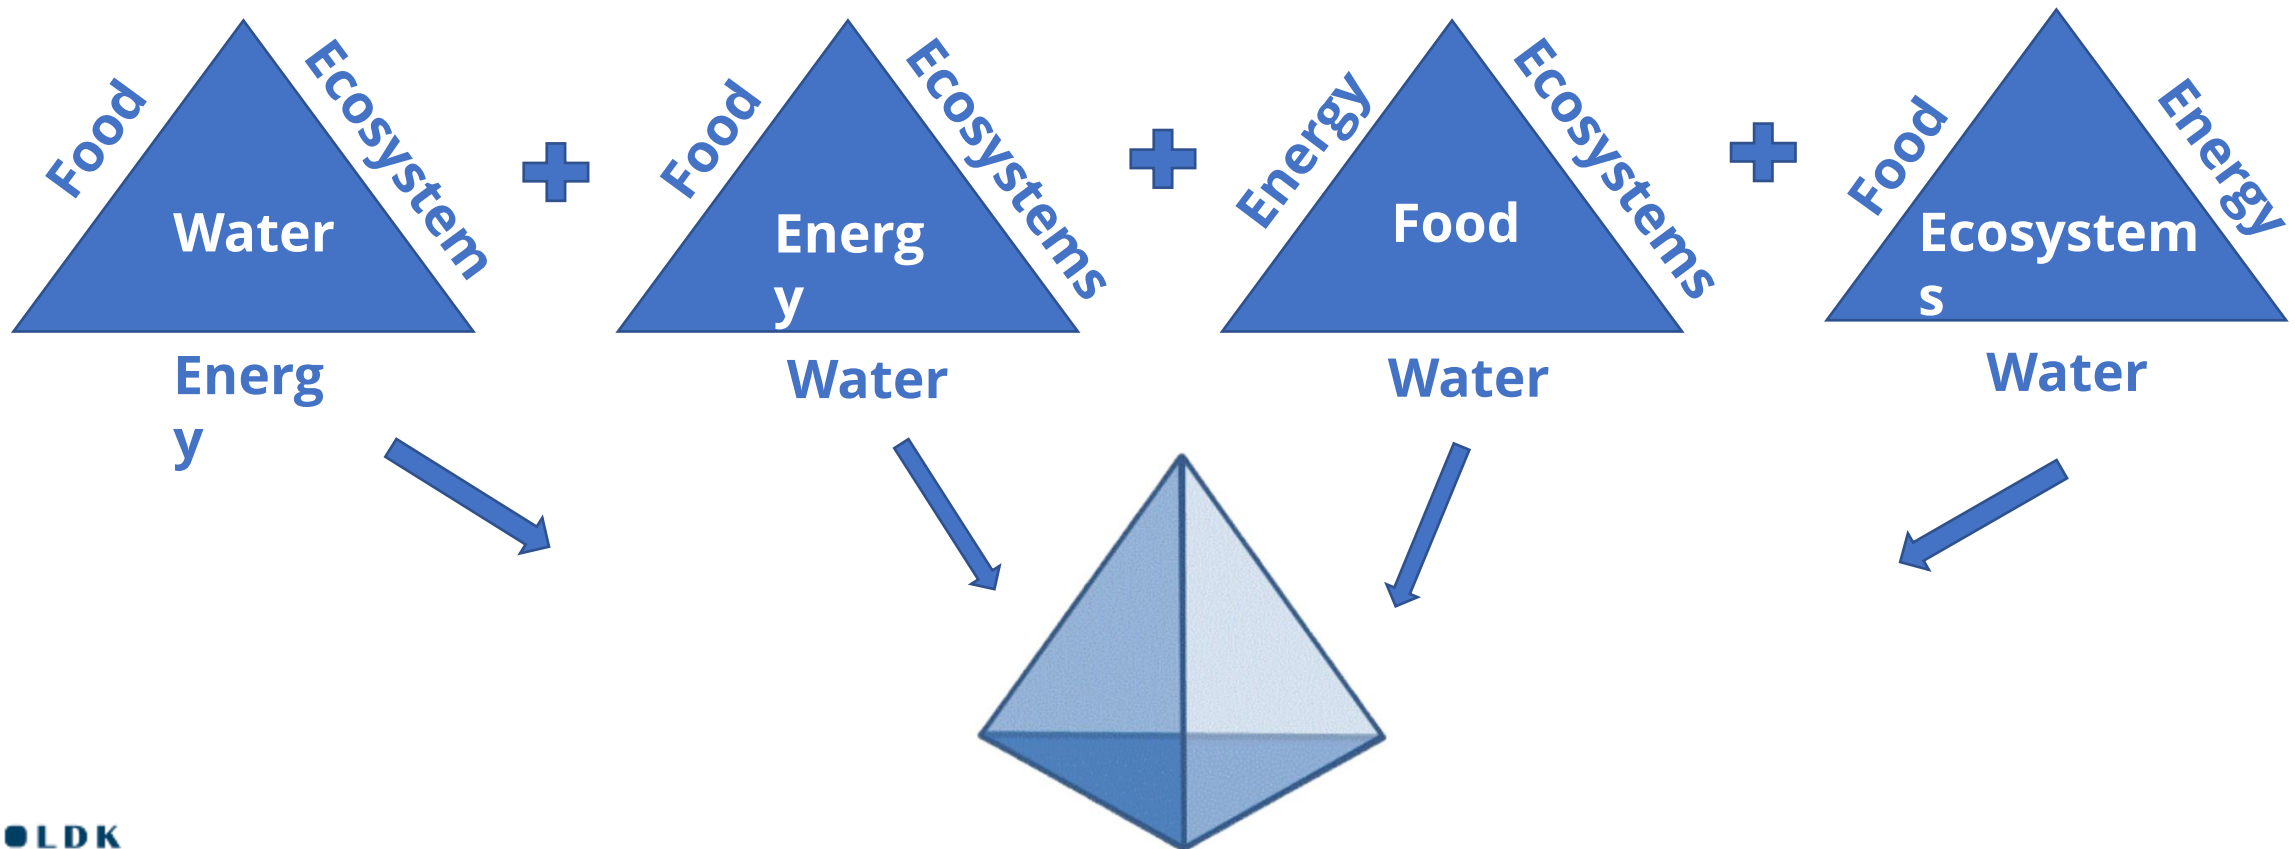 Food
Ecosystem
Water
Energ
y
Food
Ecosystems
Energ
y
Water
Energy
Ecosystems
Food
Water
Food
Energy
Ecosystem
s
Water
LDK